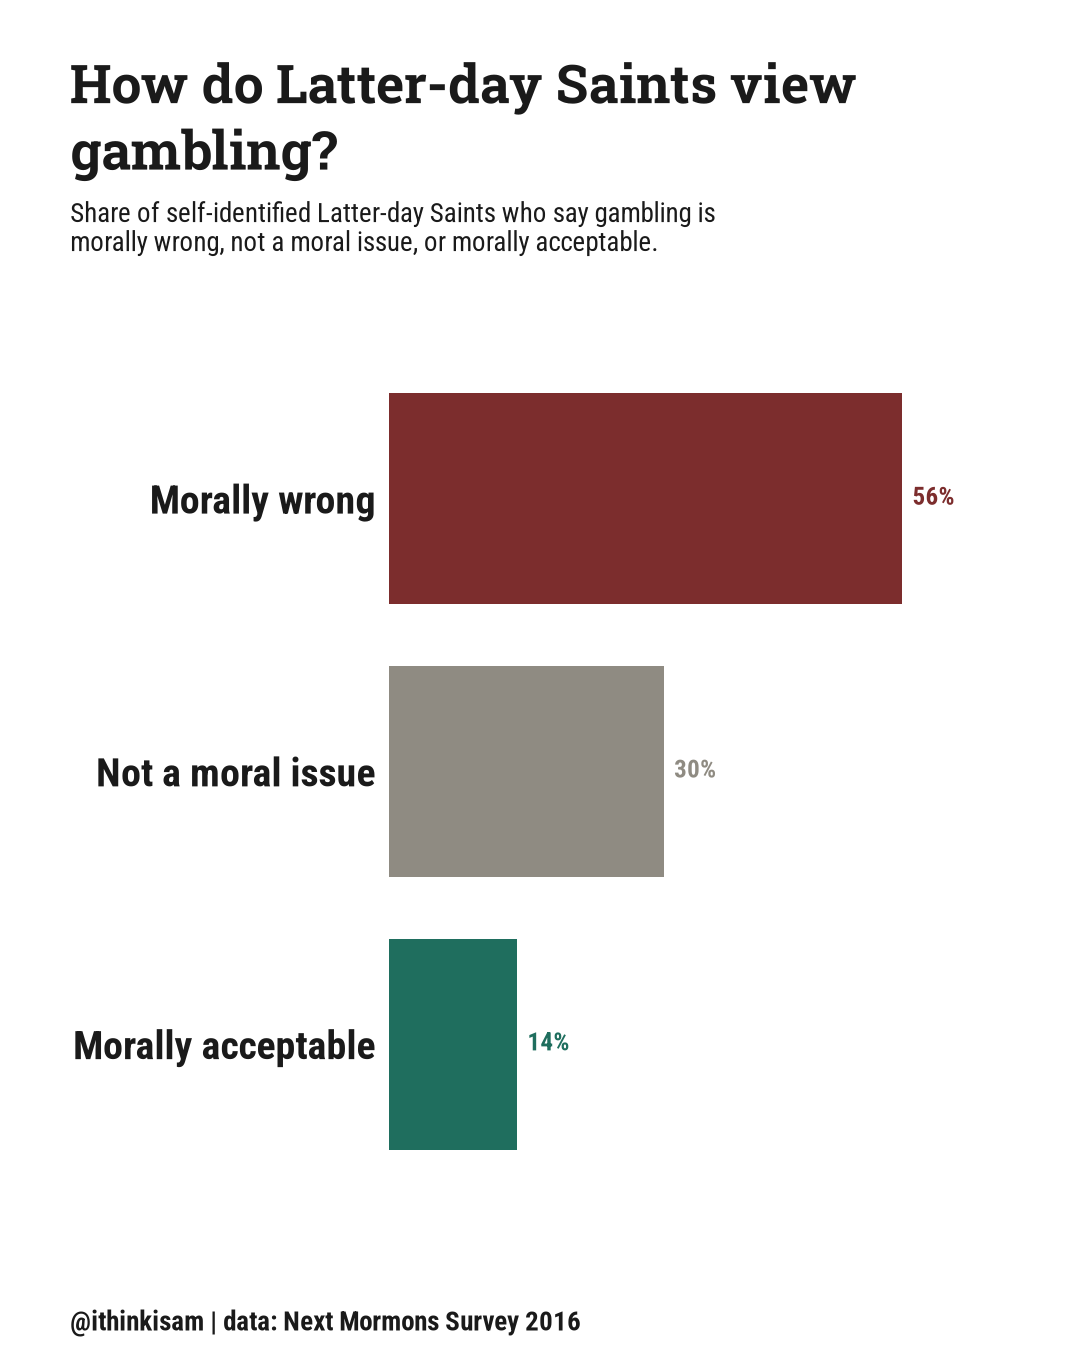 How do Latter-day Saints view
gambling?
Share of self-identified Latter-day Saints who say gambling is
morally wrong, not a moral issue, or morally acceptable.
Morally wrong
56%
Not a moral issue
30%
Morally acceptable
14%
@ithinkisam | data: Next Mormons Survey 2016